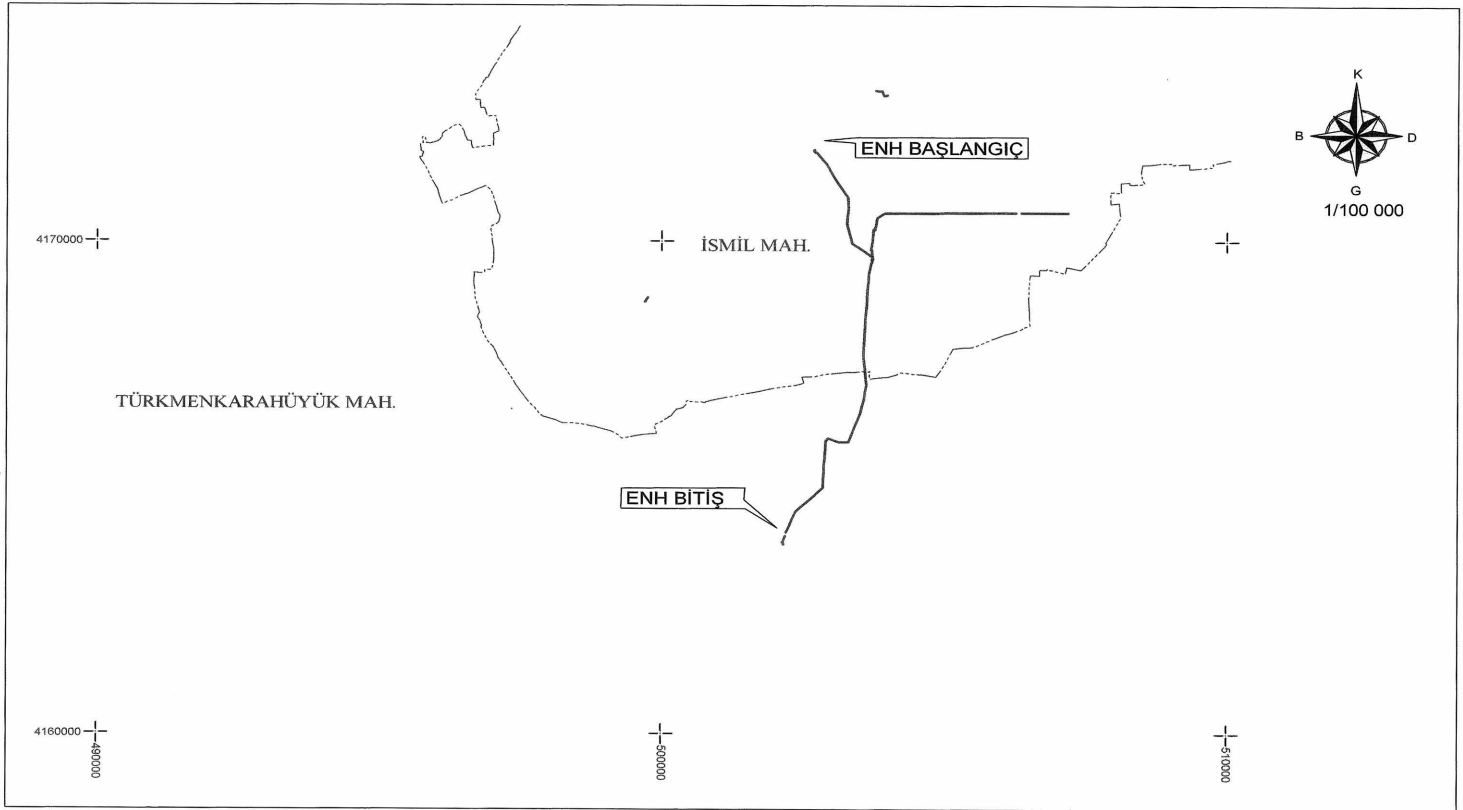 K
B
D
G
1/100 000
ENH BAŞLANGIÇ
4170000
İSMİL MAH.
TÜRKMENKARAHÜYÜK MAH.
ENH BİTİŞ
4160000
490000
500000
510000